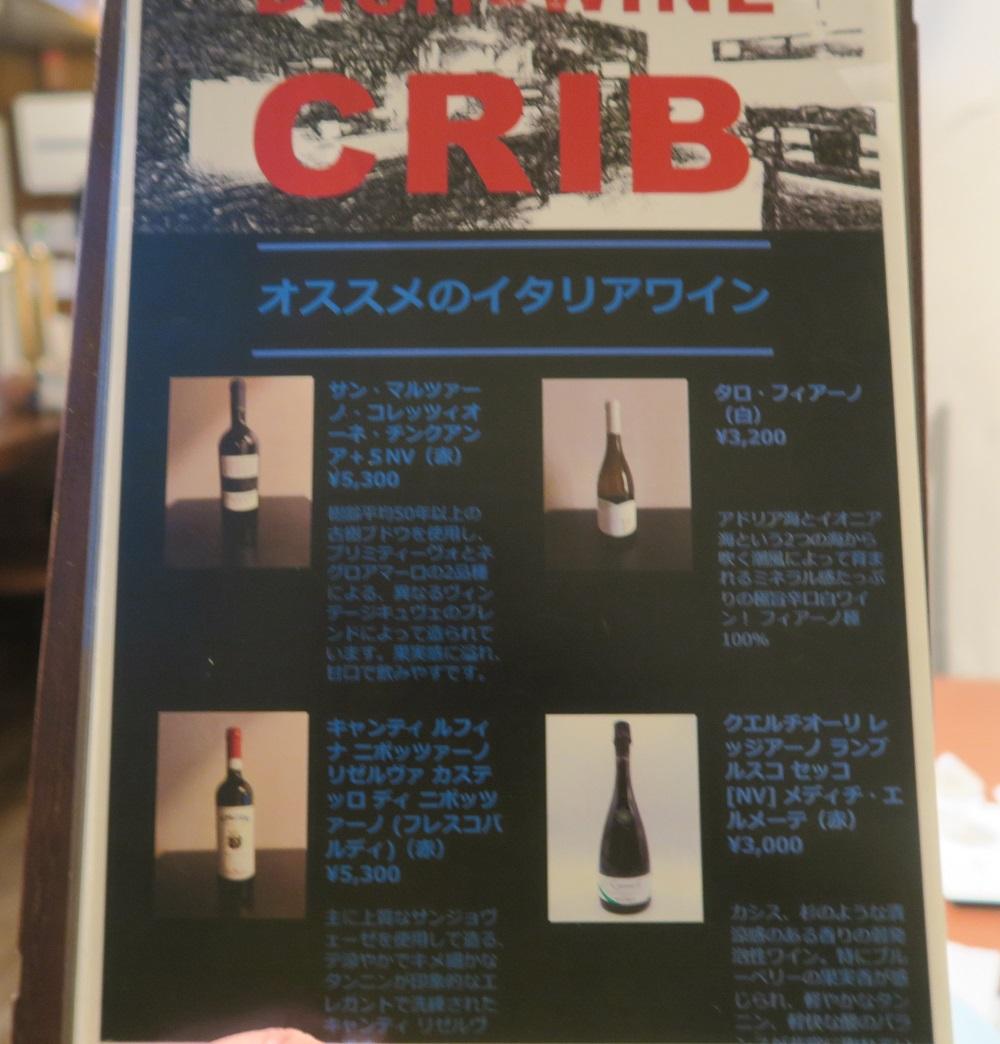 DISH&WINE
CRIB
オススメのイタリアワイン
サン・マルツァー
ノ・コレッツィオ
ーネ・チンクアン
ア+5NV（赤）
¥5,300
樹齢平均50年以上の
古樹ブドウを使用し、
プリミティーヴォとネ
グロアマーロの2品種
による、異なるヴィン
テージキュヴェのブレ
ンドによって造られて
います。果実感に溢れ、
甘口で飲みやすです。
タロ・フィアーノ
（白）
¥3,200
アドリア海とイオニア
海という2つの海から
吹く潮風によって育ま
れるミネラル感たっぷ
りの極旨辛口白ワイ
ン！ フィアーノ種
100%
キャンティ ルフィ
ナ ニポッツァーノ
リゼルヴァ カステ
ッロ ディ ニポッツ
ァーノ (フレスコバ
ルディ)（赤）
¥5,300
主に上質なサンジョヴ
ェーゼを使用して造る、
やかでキメ細かな
タンニンが印象的なエ
レガントで洗練された
キャンティ リゼルヴ
クエルチオーリ レ
ッジアーノ ランブ
ルスコ セッコ
[NV] メディチ・エ
ルメーテ（赤）
¥3,000
カシス、杉のような清
涼感のある香りの弱発
泡性ワイン。特にブル
ーベリーの果実香が感
じられ、軽やかなタン
ニン、軽快な酸のバラ